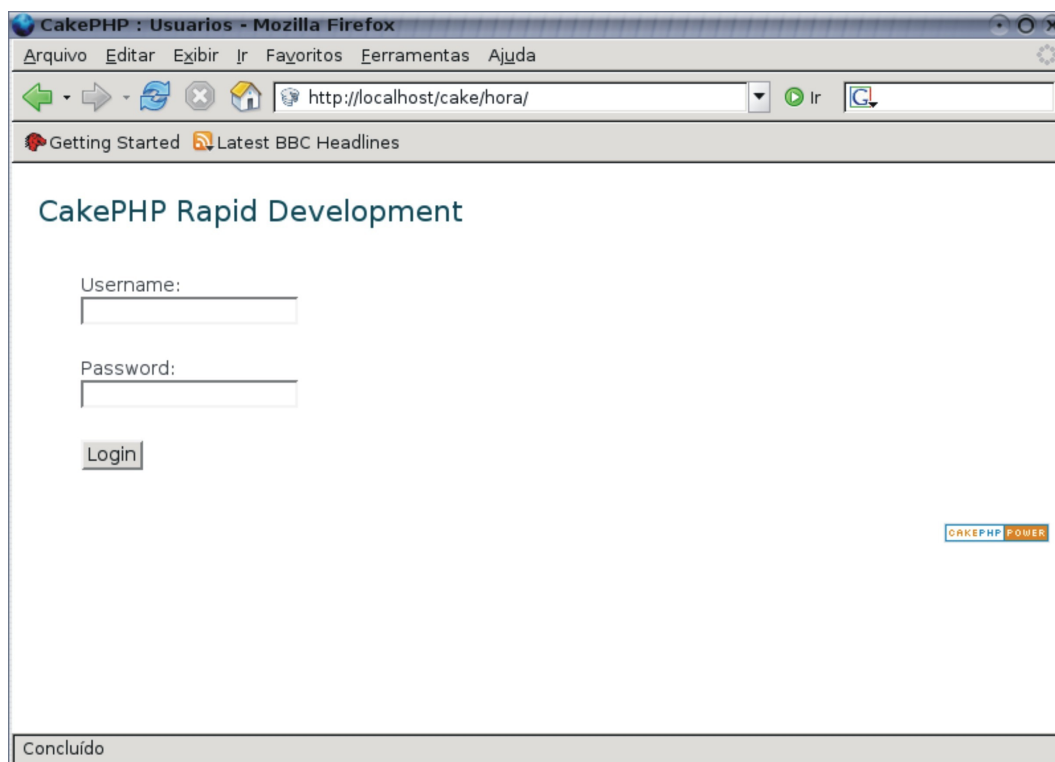 CakePHP : Usuarios - Mozilla Firefox
Arquivo Editar Exibir Ir Favoritos Ferramentas Ajuda
http://localhost/cake/hora/ Ir G
Getting Started Latest BBC Headlines
CakePHP Rapid Development
Username:
Password:
Login
CAKEPHP POWER
Concluído